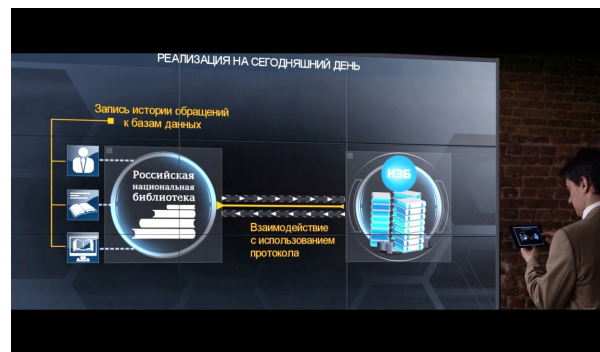 РЕАЛИЗАЦИЯ НА СЕГОДНЯШНИЙ ДЕНЬ
Запись истории обращений
к базам данных
Российская
национальная
библиотека
НЭБ
Взаимодействие
с использованием
протокола